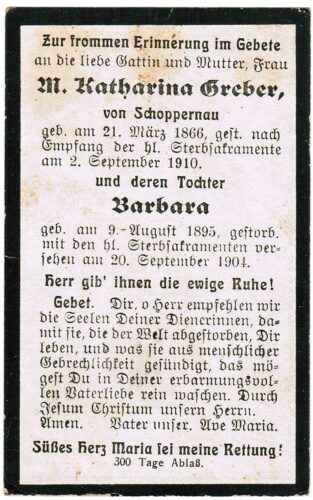 Zur frommen Erinnerung im Gebete
an die liebe Gattin und Mutter, Frau
M. Katharina Greber,
von Schoppernau
geb. am 21. März 1866, gest. nach
Empfang der hl. Sterbsakramente
am 2. September 1910.
und deren Tochter
Barbara
geb. am 9. August 1895, gestorb.
mit den hl. Sterbsakramenten ver-
sehen am 20. September 1904.
Herr gib' ihnen die ewige Ruhe!
Gebet. Dir, o Herr empfehlen wir
die Seelen Deiner Dienerinnen, da-
mit sie, die der Welt abgestorben, Dir
leben, und was sie aus menschlicher
Gebrechlichkeit gesündigt, das mö-
gest Du in Deiner erbarmungsvol-
len Vaterliebe rein waschen. Durch
Jesum Christum unsern Herrn.
Amen. Vater unser. Ave Maria.
Süßes Herz Maria sei meine Rettung!
300 Tage Ablaß.